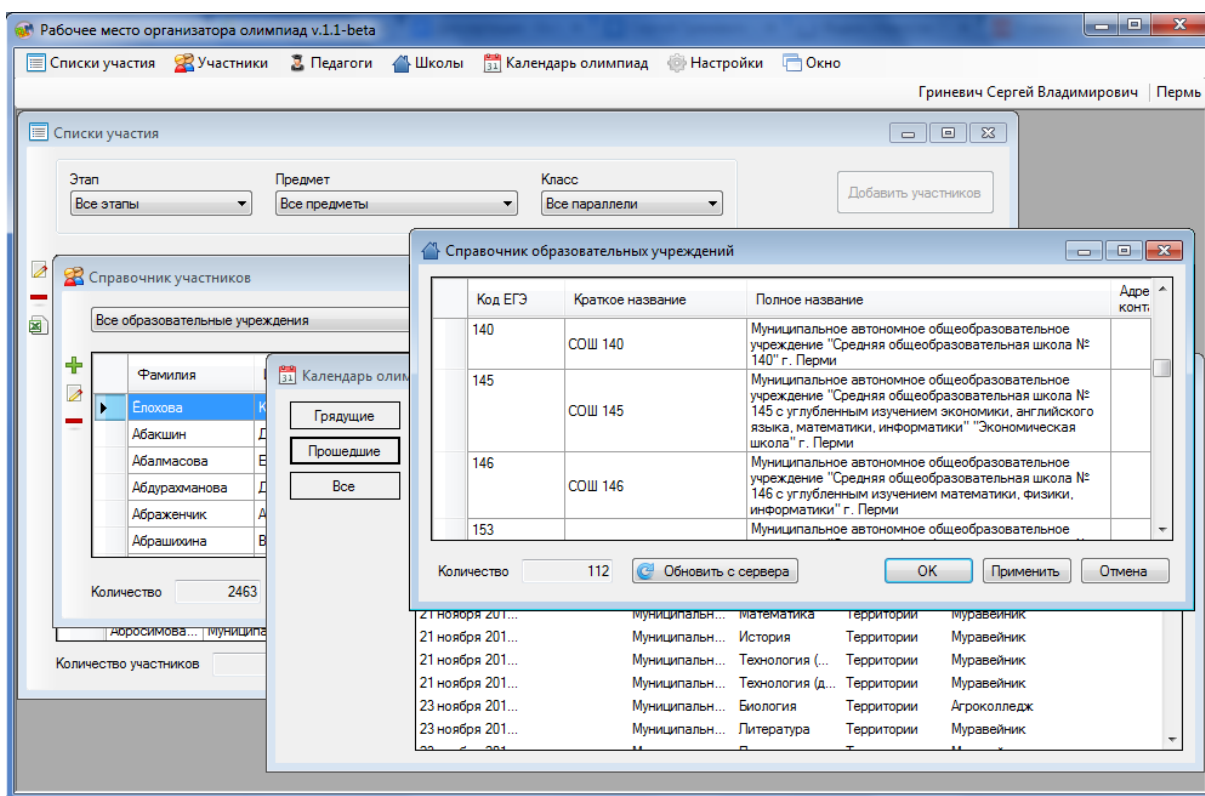 Рабочее место организатора олимпиад v.1.1-beta
Списки участия Участники Педагоги Школы Календарь олимпиад Настройки Окно
Гриневич Сергей Владимирович Пермь
Списки участия
Этап Предмет Класс
Все этапы Все предметы Все параллели Добавить участников
Справочник участников
Все образовательные учреждения
Фамилия
Ёлохова К
Абакшин Д
Абалмасова Е
Абдурахманова Д
Абраженчик А
Абрашихина В
Количество 2463
Абросимова...
Количество участников
Календарь олим
Грядущие
Прошедшие
Все
Справочник образовательных учреждений
Код ЕГЭ Краткое название Полное название Адре
конта
140 СОШ 140 Муниципальное автономное общеобразовательное
учреждение "Средняя общеобразовательная школа №
140" г. Перми
145 СОШ 145 Муниципальное автономное общеобразовательное
учреждение "Средняя общеобразовательная школа №
145 с углубленным изучением экономики, английского
языка, математики, информатики" "Экономическая
школа" г. Перми
146 СОШ 146 Муниципальное автономное общеобразовательное
учреждение "Средняя общеобразовательная школа №
146 с углубленным изучением математики, физики,
информатики" г. Перми
153 Муниципальное автономное общеобразовательное
Количество 112 Обновить с сервера OK Применить Отмена
21 ноября 201... Муниципальн... Математика Территории Муравейник
21 ноября 201... Муниципальн... История Территории Муравейник
21 ноября 201... Муниципальн... Технология (... Территории Муравейник
21 ноября 201... Муниципальн... Технология (д... Территории Муравейник
23 ноября 201... Муниципальн... Биология Территории Агроколледж
23 ноября 201... Муниципальн... Литература Территории Муравейник